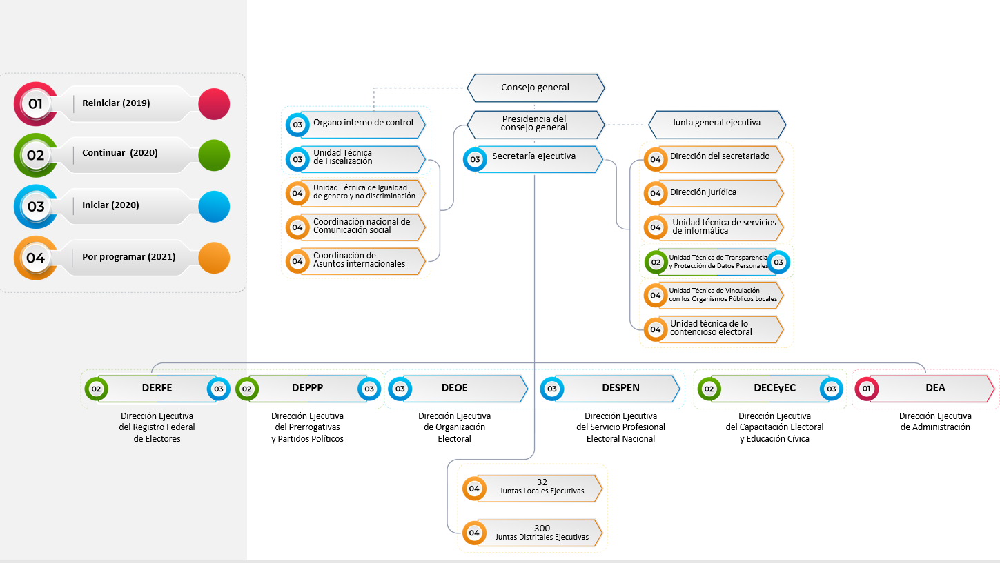 01
Reiniciar (2019)
02
Continuar (2020)
03
Iniciar (2020)
04
Por programar (2021)
Consejo general
Presidencia del
consejo general
Junta general ejecutiva
03
Secretaría ejecutiva
03
Organo interno de control
03
Unidad Técnica
de Fiscalización
04
Unidad Técnica de Igualdad
de genero y no discriminación
04
Coordinación nacional de
Comunicación social
04
Coordinación de
Asuntos internacionales
04
Dirección del secretariado
04
Dirección jurídica
04
Unidad técnica de servicios
de informática
02
Unidad Técnica de Transparencia
y Protección de Datos Personales
03
04
Unidad Técnica de Vinculación
con los Organismos Públicos Locales
04
Unidad técnica de lo
contencioso electoral
02
DERFE
03
Dirección Ejecutiva
del Registro Federal
de Electores
02
DEPPP
03
Dirección Ejecutiva
del Prerrogativas
y Partidos Políticos
03
DEOE
Dirección Ejecutiva
de Organización
Electoral
03
DESPEN
Dirección Ejecutiva
del Servicio Profesional
Electoral Nacional
02
DECEyEC
03
Dirección Ejecutiva
del Capacitación Electoral
y Educación Cívica
01
DEA
Dirección Ejecutiva
de Administración
04
32
Juntas Locales Ejecutivas
04
300
Juntas Distritales Ejecutivas